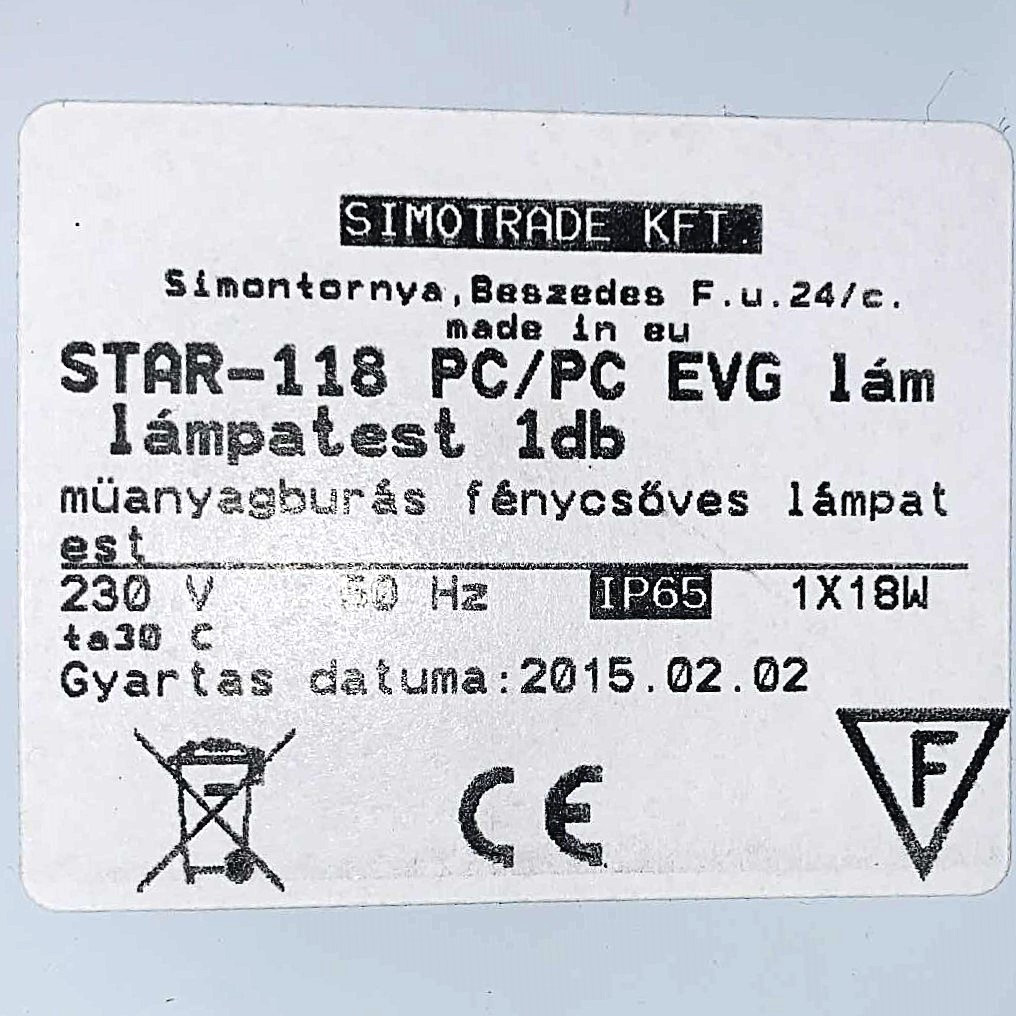 SIMOTRADE KFT.
Simontornya,Beszedes F.u.24/c.
made in eu
STAR-118 PC/PC EVG lám
lámpatest 1db
müanyagburás fénycsőves lámpat
est
230 V 50 Hz IP65 1X18W
ta30 C
Gyartas datuma:2015.02.02
CE F